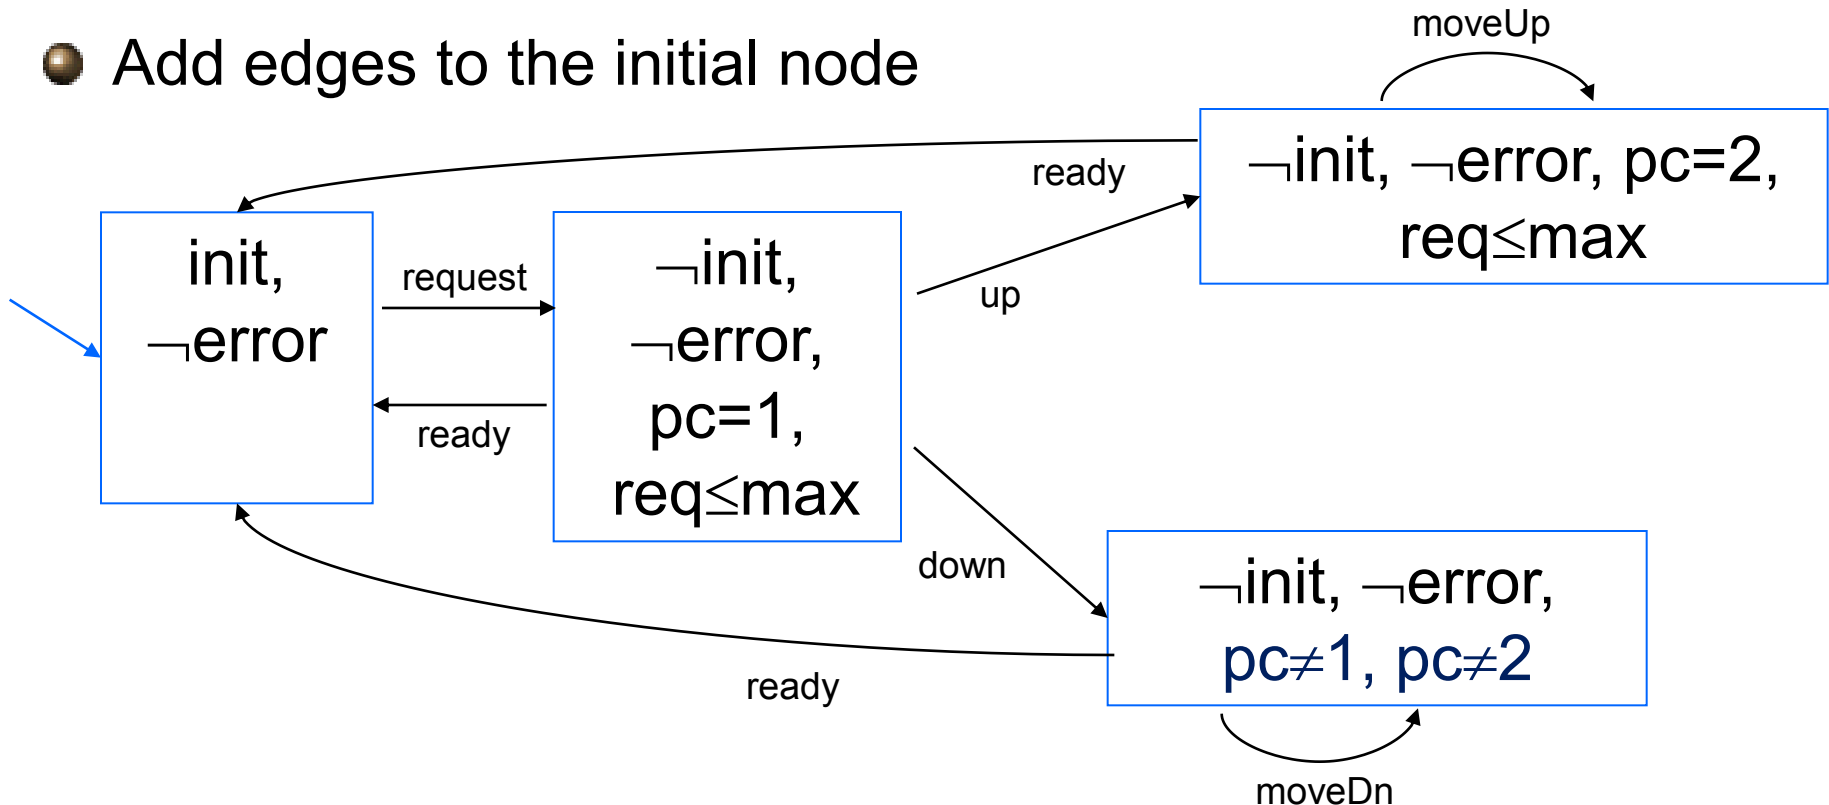 Add edges to the initial node
moveUp
¬init, ¬error, pc=2,
req≤max
ready
init,
¬error
request
ready
¬init,
¬error,
pc=1,
req≤max
up
down
¬init, ¬error,
pc≠1, pc≠2
ready
moveDn